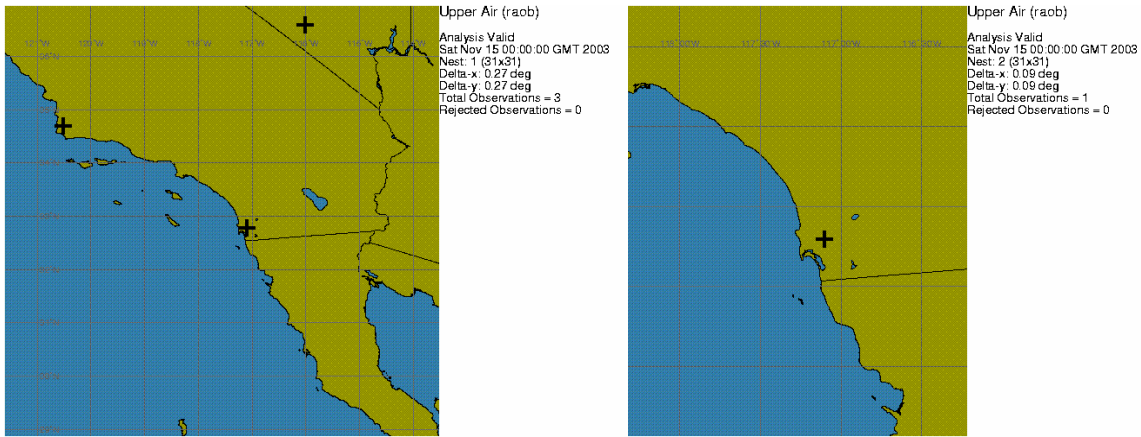 Upper Air (raob)
Analysis Valid
Sat Nov 15 00:00:00 GMT 2003
Nest: 1 (31x31)
Delta-x: 0.27 deg
Delta-y: 0.27 deg
Total Observations = 3
Rejected Observations = 0
Upper Air (raob)
Analysis Valid
Sat Nov 15 00:00:00 GMT 2003
Nest: 2 (31x31)
Delta-x: 0.09 deg
Delta-y: 0.09 deg
Total Observations = 1
Rejected Observations = 0